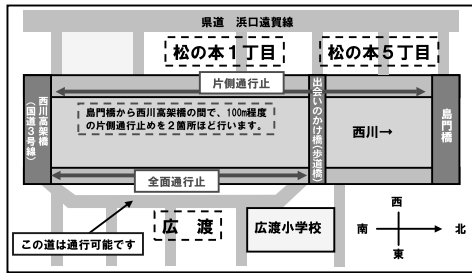 県道 浜口遠賀線
松の本1丁目
松の本5丁目
片側通行止
西川高架橋
(国道3号線)
島門橋から西川高架橋の間で、100m程度
の片側通行止めを2箇所ほど行います。
出会いのかけ橋(歩道橋)
西川→
島門橋
全面通行止
この道は通行可能です
広 渡
広渡小学校
西
南
北
東